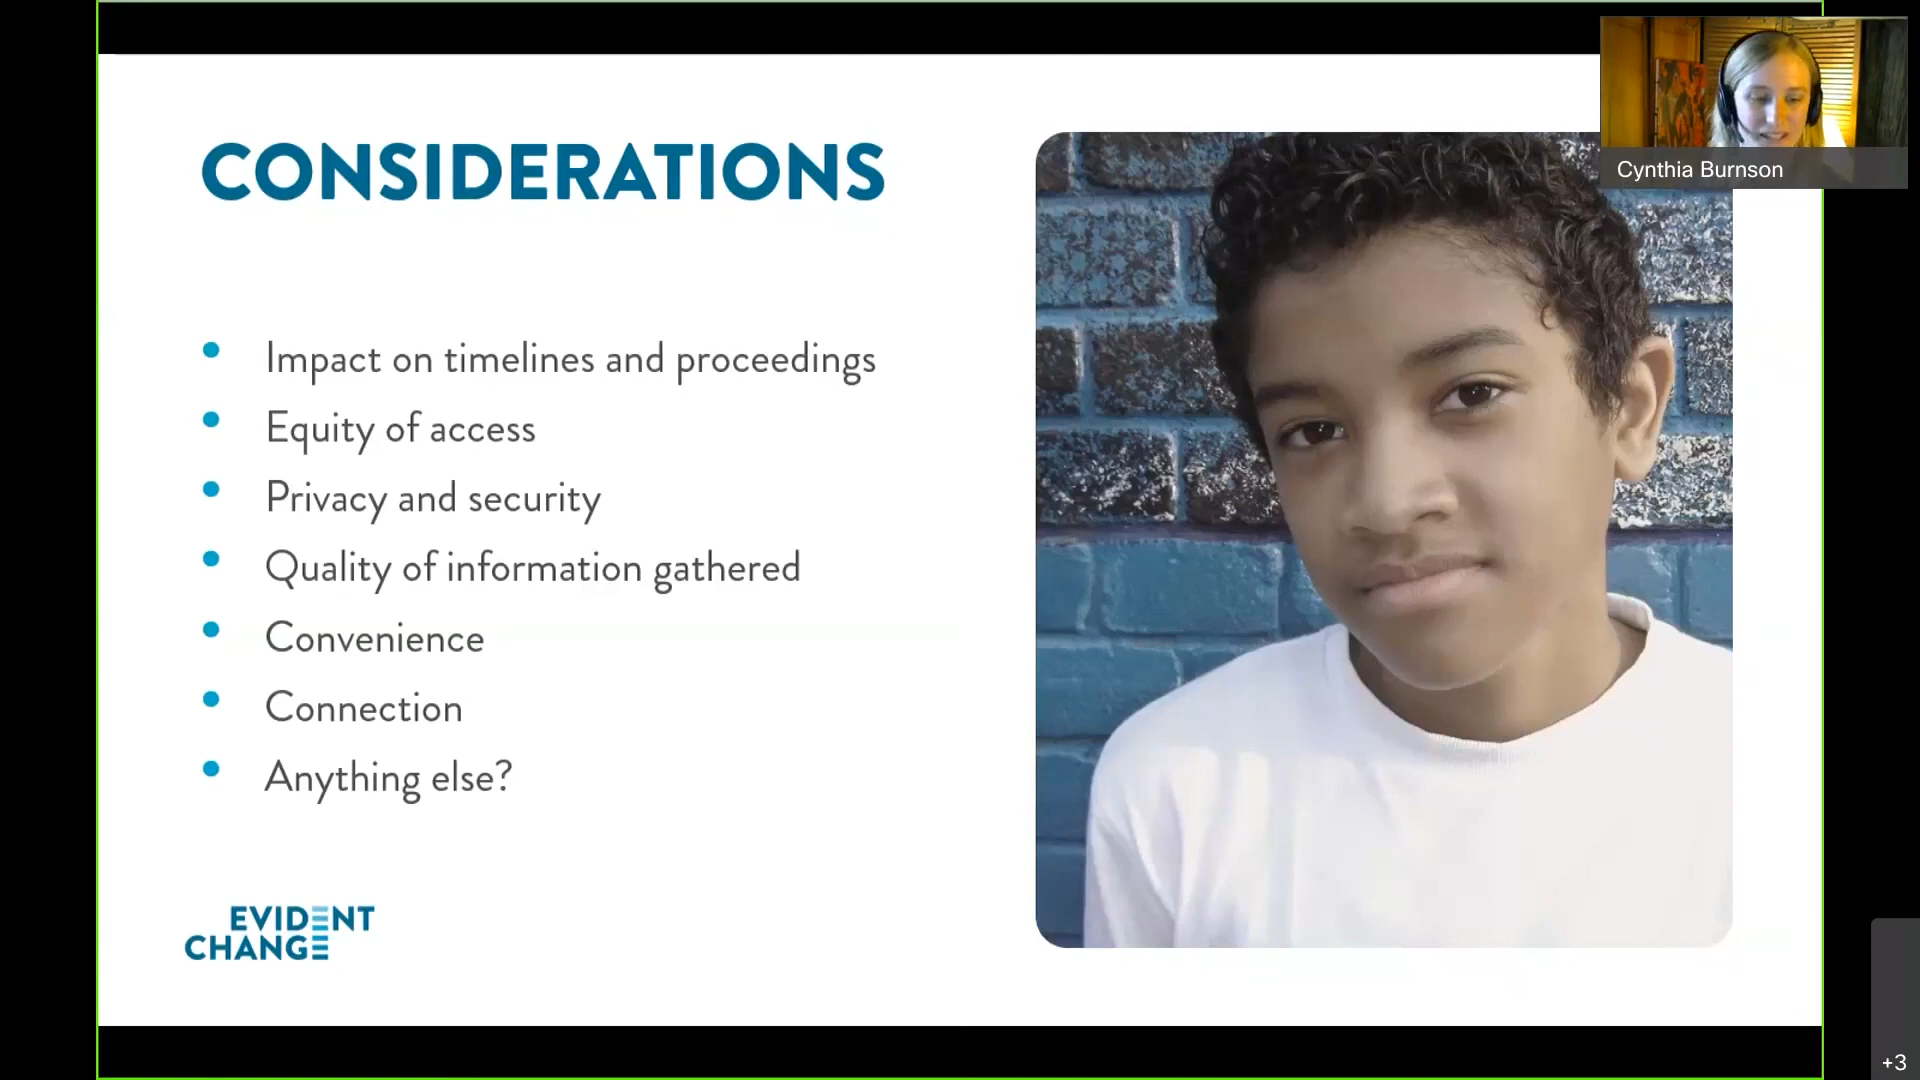 CONSIDERATIONS
Impact on timelines and proceedings
Equity of access
Privacy and security
Quality of information gathered
Convenience
Connection
Anything else?
EVIDENT
CHANGE
Cynthia Burnson
+3